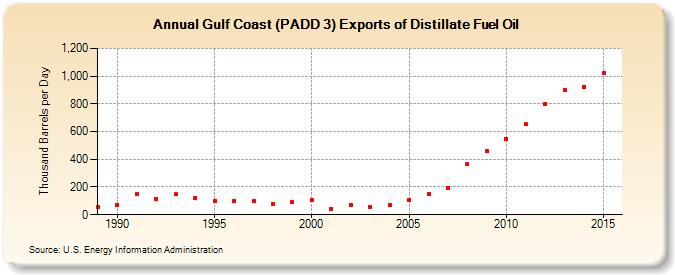 Annual Gulf Coast (PADD 3) Exports of Distillate Fuel Oil
Thousand Barrels per Day
1,200
1,000
800
600
400
200
0
1990 1995 2000 2005 2010 2015
Source: U.S. Energy Information Administration